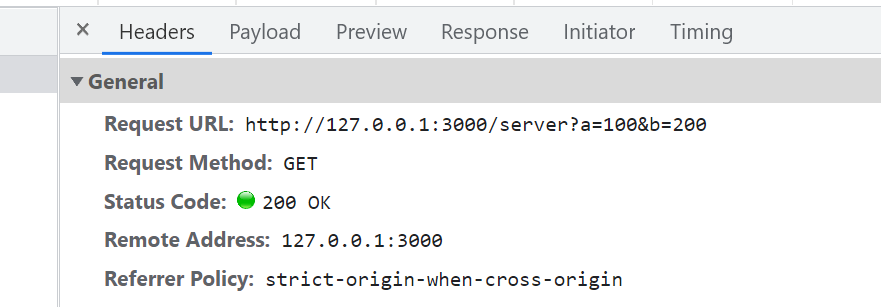 × Headers Payload Preview Response Initiator Timing
▼ General
Request URL: http://127.0.0.1:3000/server?a=100&b=200
Request Method: GET
Status Code: 200 OK
Remote Address: 127.0.0.1:3000
Referrer Policy: strict-origin-when-cross-origin